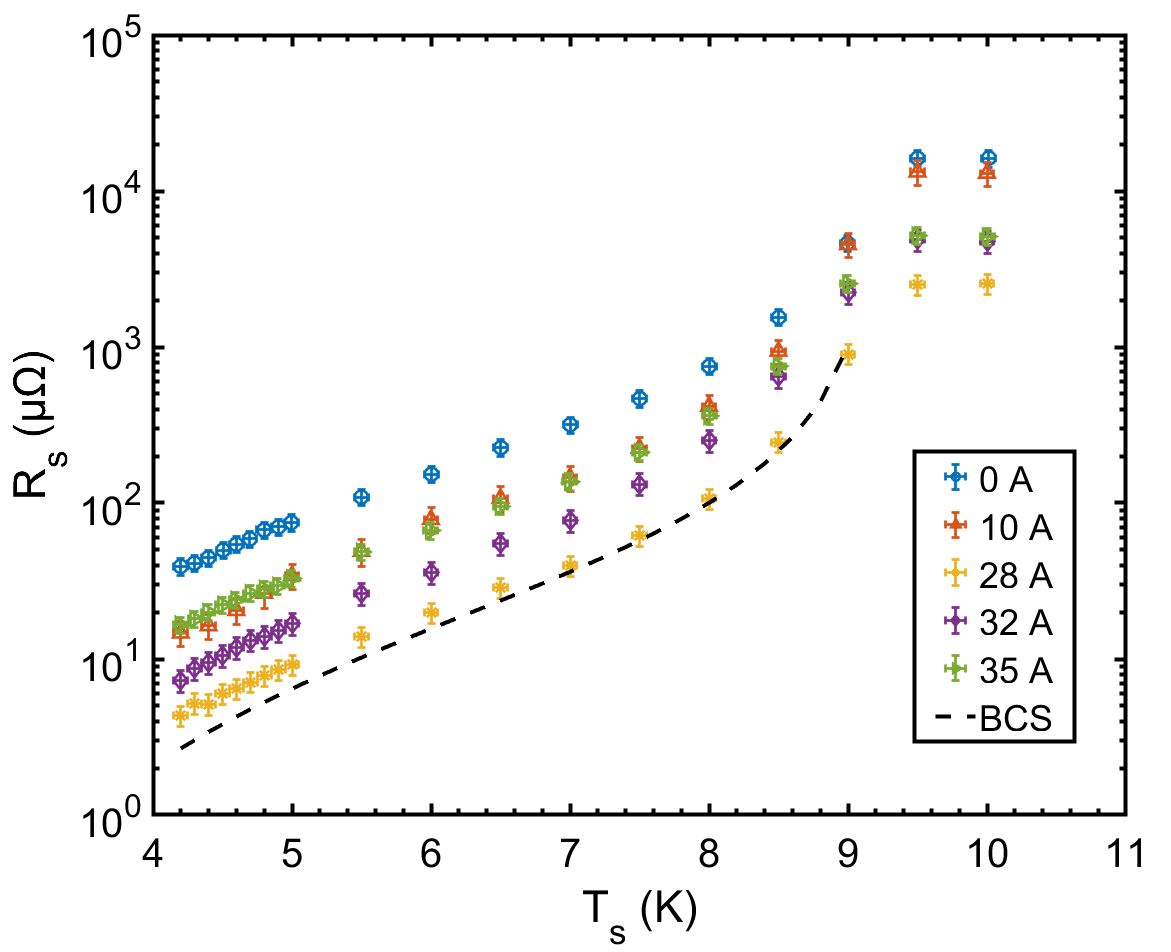 10^5
10^4
10^3
10^2
10^1
10^0
R_s (μΩ)
4 5 6 7 8 9 10 11
T_s (K)
0 A
10 A
28 A
32 A
35 A
BCS